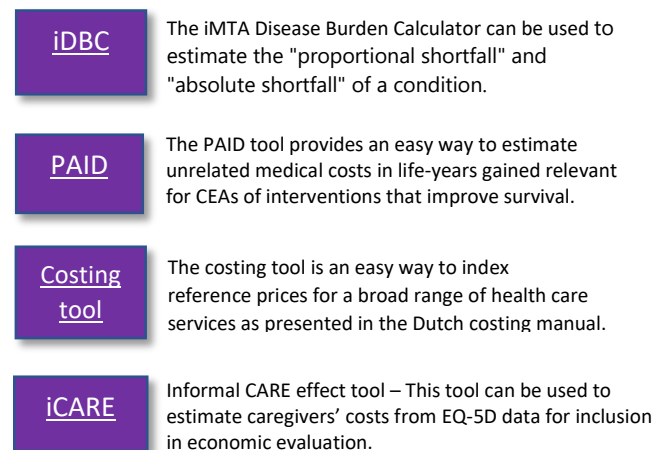 iDBC
The iMTA Disease Burden Calculator can be used to
estimate the "proportional shortfall" and
"absolute shortfall" of a condition.
PAID
The PAID tool provides an easy way to estimate
unrelated medical costs in life-years gained relevant
for CEAs of interventions that improve survival.
Costing
tool
The costing tool is an easy way to index
reference prices for a broad range of health care
services as presented in the Dutch costing manual.
iCARE
Informal CARE effect tool – This tool can be used to
estimate caregivers’ costs from EQ-5D data for inclusion
in economic evaluation.